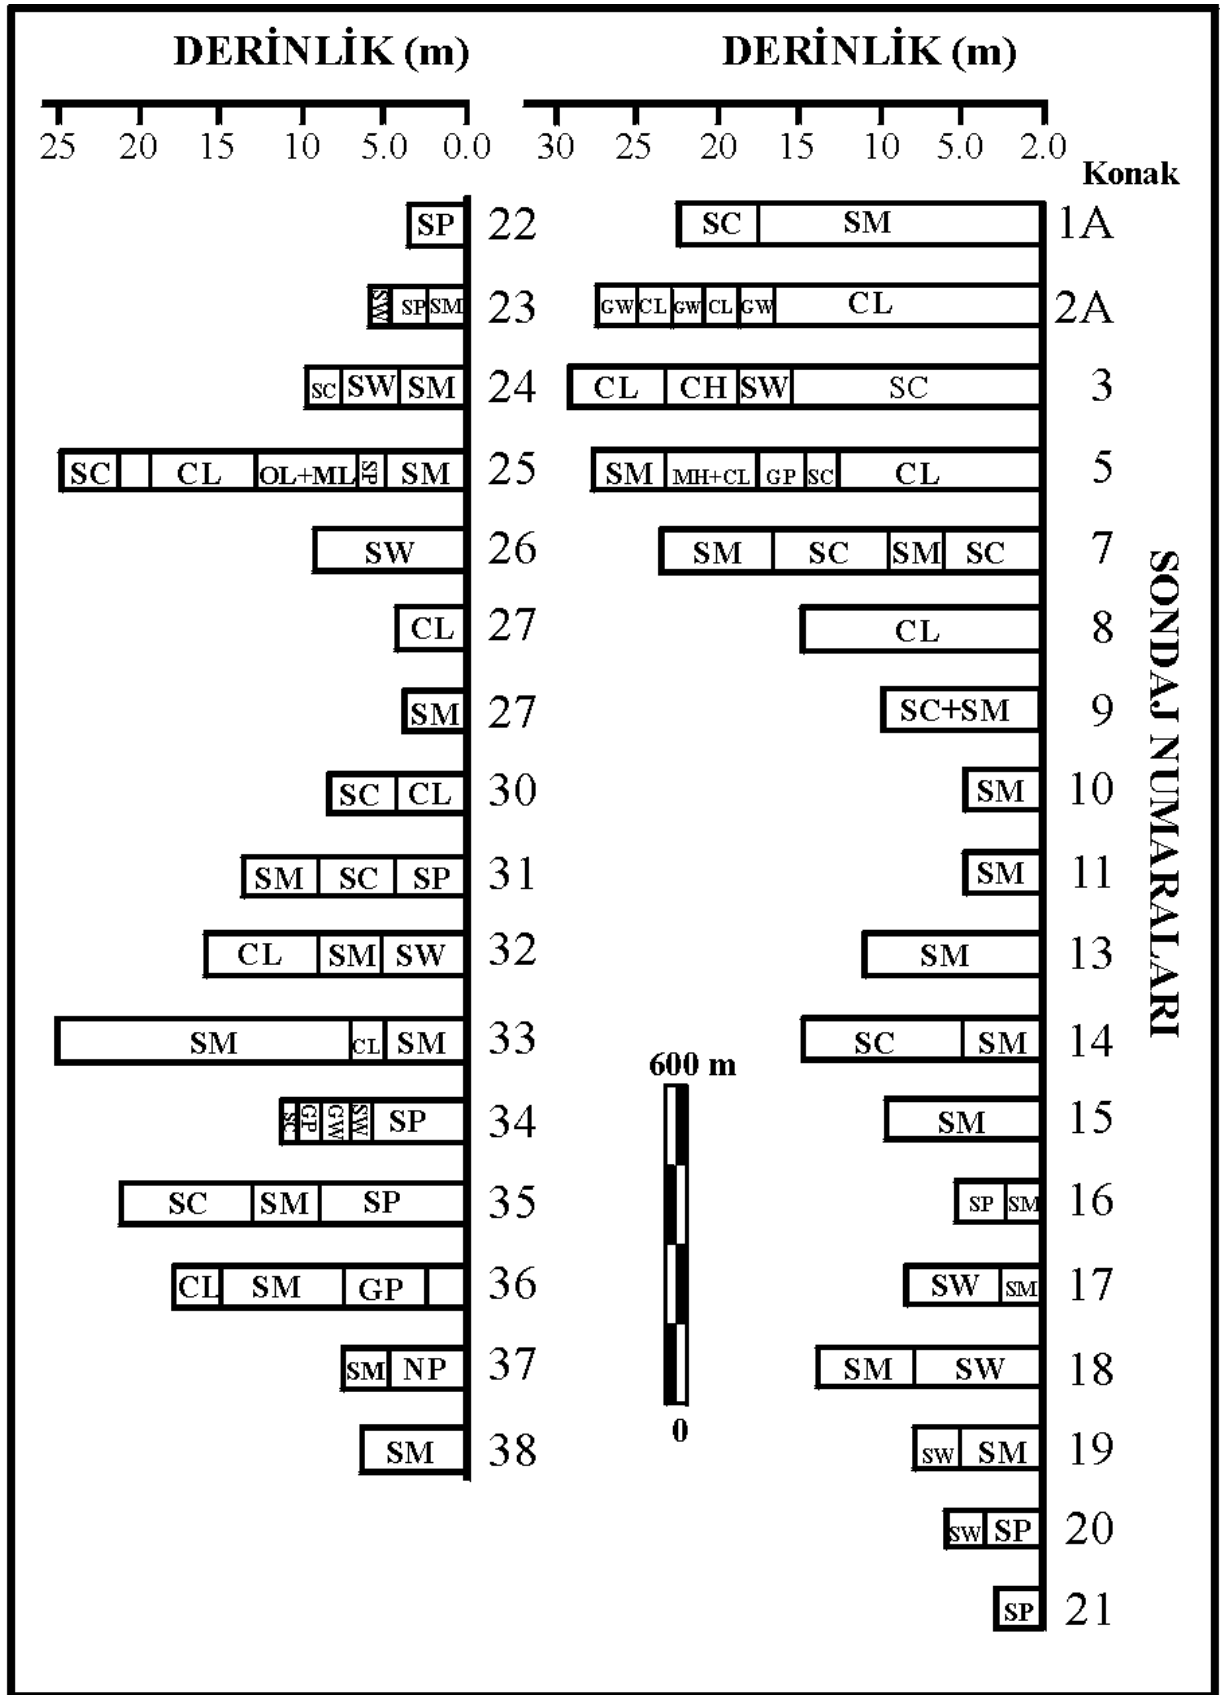 DERİNLİK (m) DERİNLİK (m)
25 20 15 10 5.0 0.0 30 25 20 15 10 5.0 2.0
Konak
SP 22 SC SM 1A
SW SP SM 23 GW CL GW CL GW CL 2A
SC SW SM 24 CL CH SW SC 3
SC CL OL+ML SP SM 25 SM MH+CL GP SC CL 5
SW 26 SM SC SM SC 7
CL 27 CL 8
SM 27 SC+SM 9
SC CL 30 SM 10
SM SC SP 31 SM 11
CL SM SW 32 SM 13
SM CL SM 33 SC SM 14
600 m
SC GP GW SW SP 34 SM 15
SC SM SP 35 SP SM 16
CL SM GP 36 SW SM 17
SM NP 37 SM SW 18
0
SM 38 SW SM 19
SW SP 20
SP 21
SONDAJ NUMARALARI